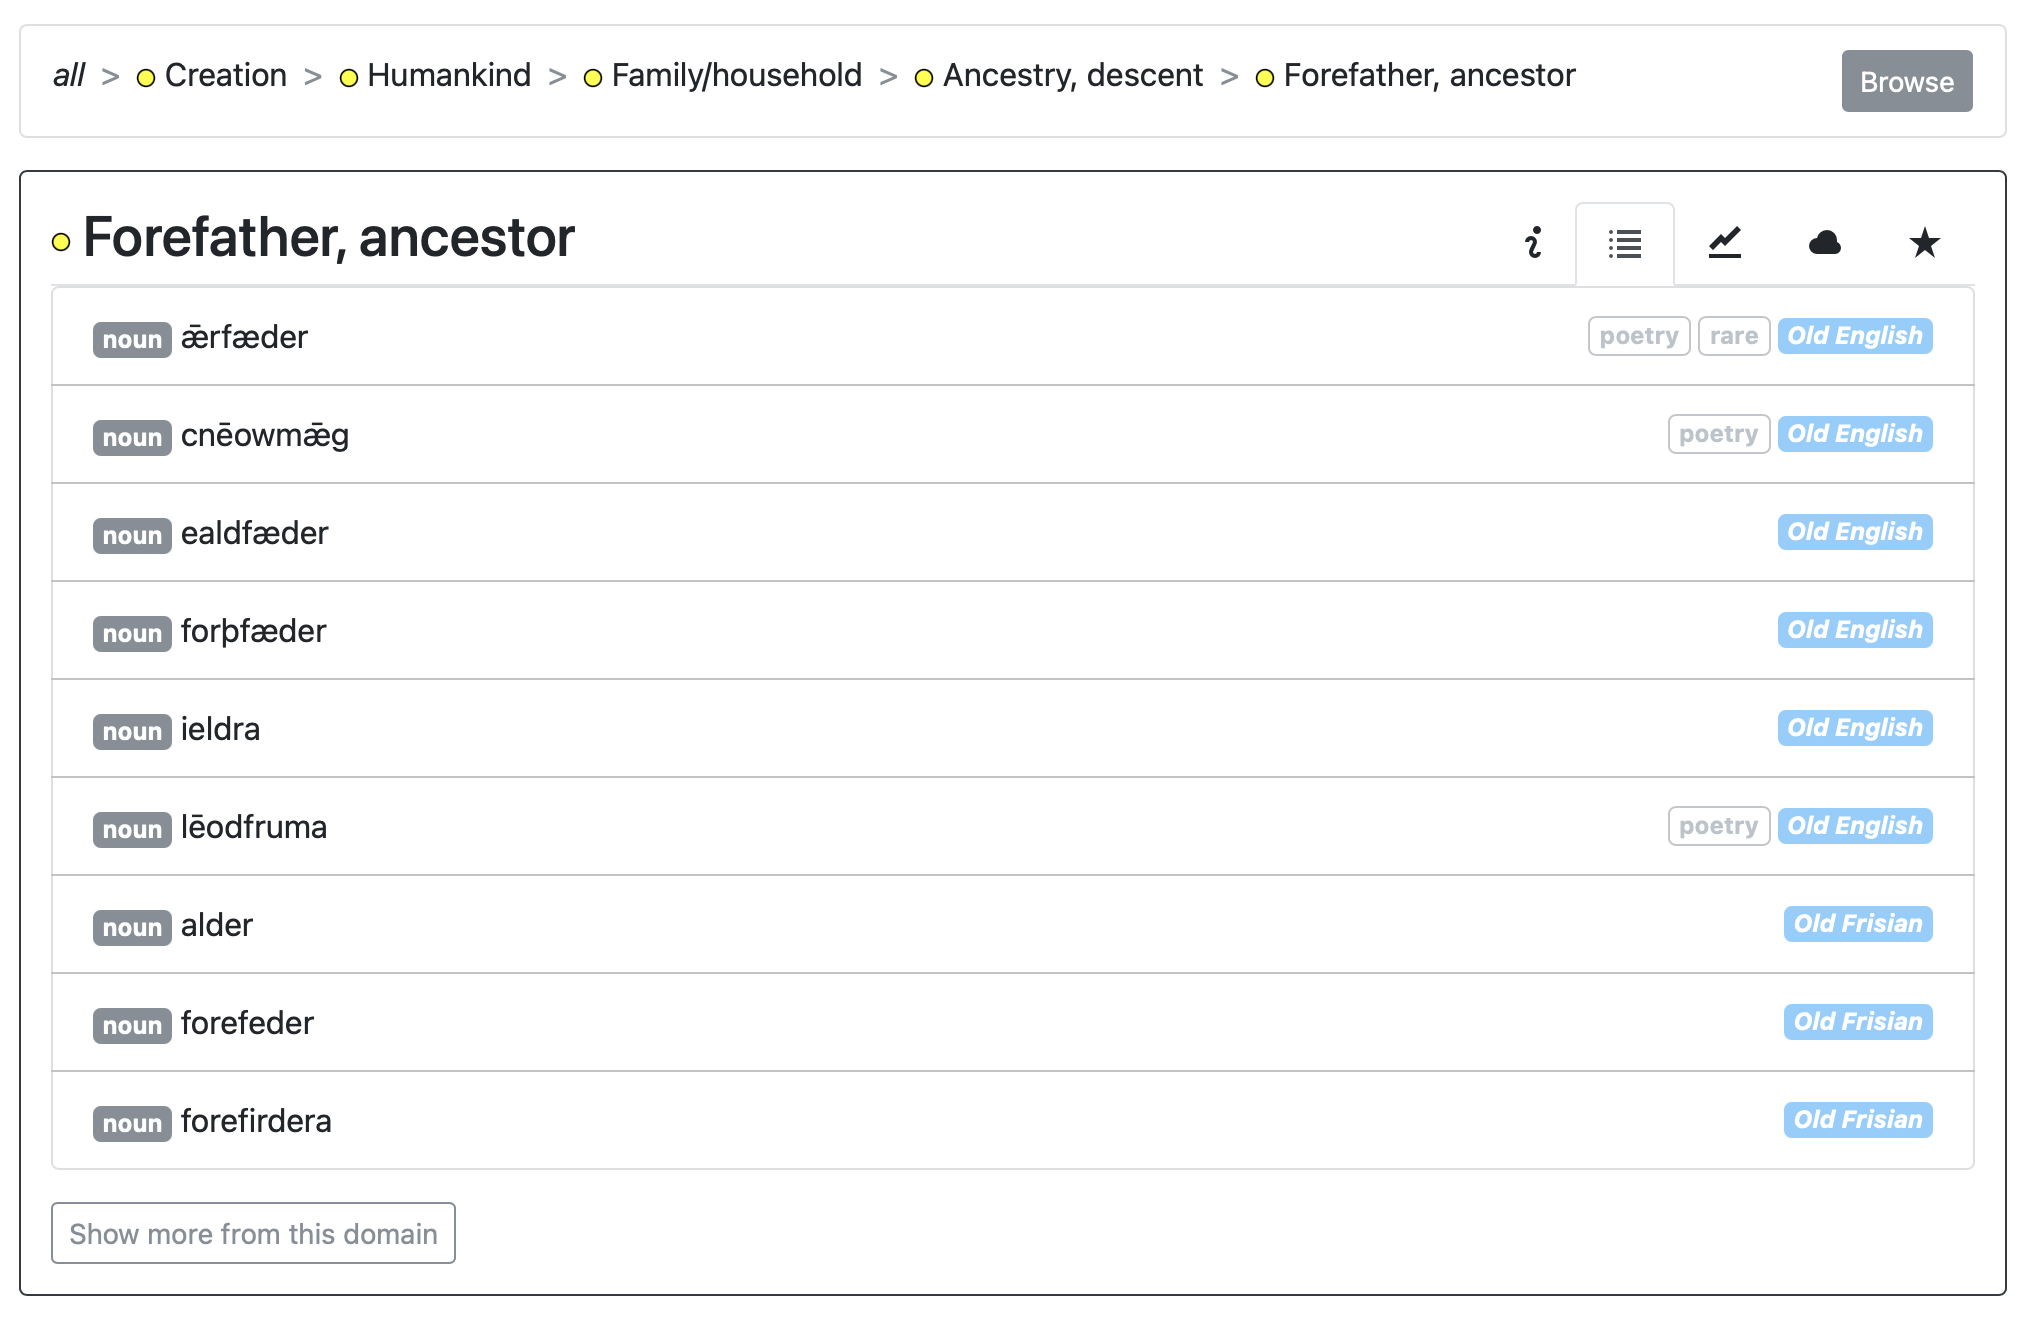 all > Creation > Humankind > Family/household > Ancestry, descent > Forefather, ancestor Browse
Forefather, ancestor
noun ǣrfæder poetry rare Old English
noun cnēowmǣg poetry Old English
noun ealdfæder Old English
noun forþfæder Old English
noun ieldra Old English
noun lēodfruma poetry Old English
noun alder Old Frisian
noun forefeder Old Frisian
noun forefirdera Old Frisian
Show more from this domain